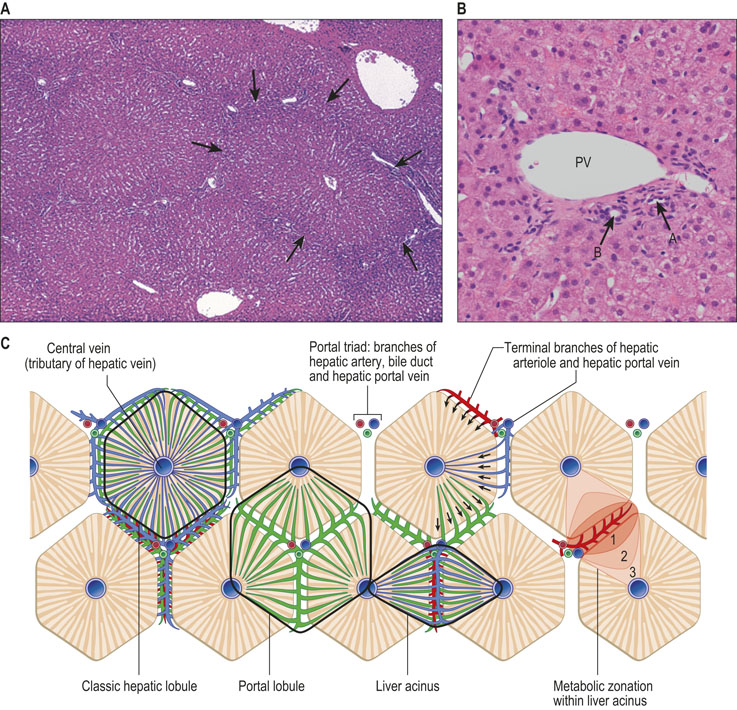 A
B
PV
B
A
C
Central vein
(tributary of hepatic vein)
Portal triad: branches of
hepatic artery, bile duct
and hepatic portal vein
Terminal branches of hepatic
arteriole and hepatic portal vein
1
2
3
Classic hepatic lobule
Portal lobule
Liver acinus
Metabolic zonation
within liver acinus